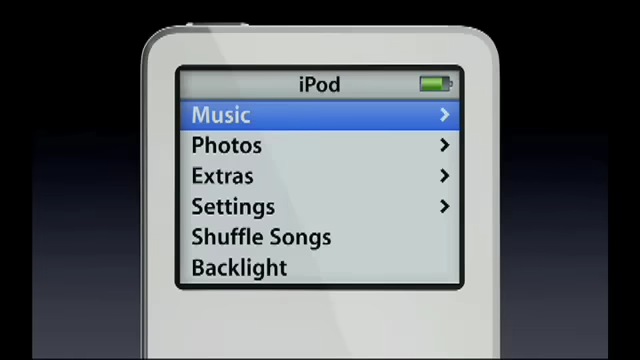 iPod
Music
Photos
Extras
Settings
Shuffle Songs
Backlight